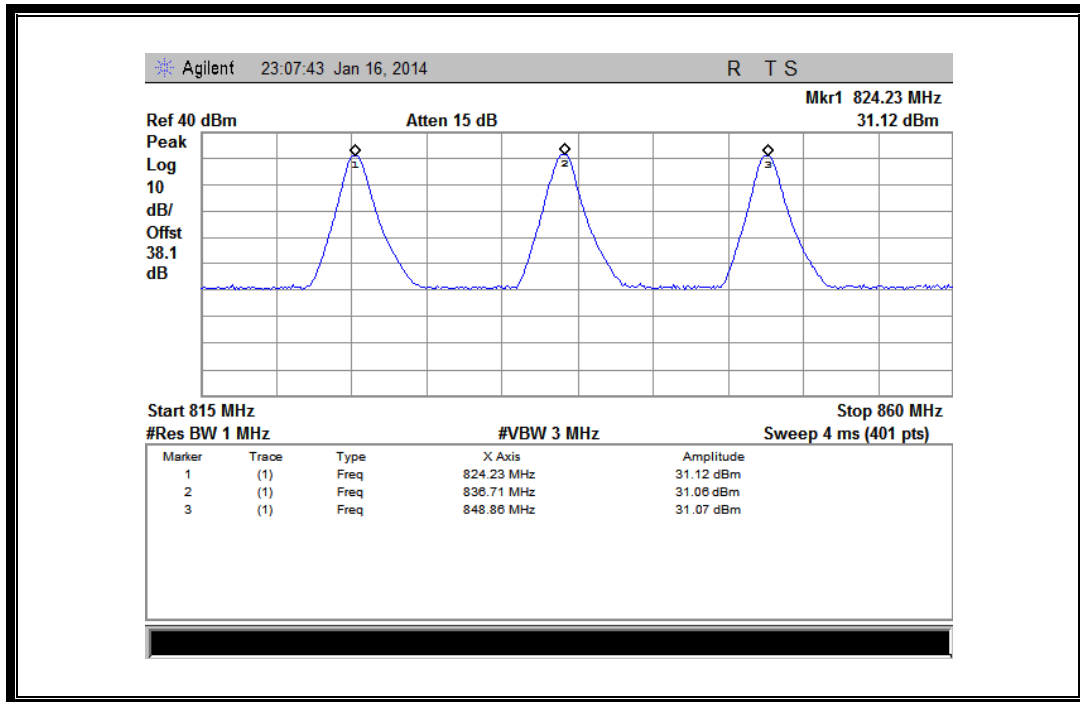 Agilent 23:07:43 Jan 16, 2014 R T S
Mkr1 824.23 MHz
Ref 40 dBm Atten 15 dB 31.12 dBm
Peak
Log
10
dB/
Offst
38.1
dB
1 2 3
Start 815 MHz Stop 860 MHz
#Res BW 1 MHz #VBW 3 MHz Sweep 4 ms (401 pts)
Marker Trace Type X Axis Amplitude
1 (1) Freq 824.23 MHz 31.12 dBm
2 (1) Freq 836.71 MHz 31.06 dBm
3 (1) Freq 848.86 MHz 31.07 dBm